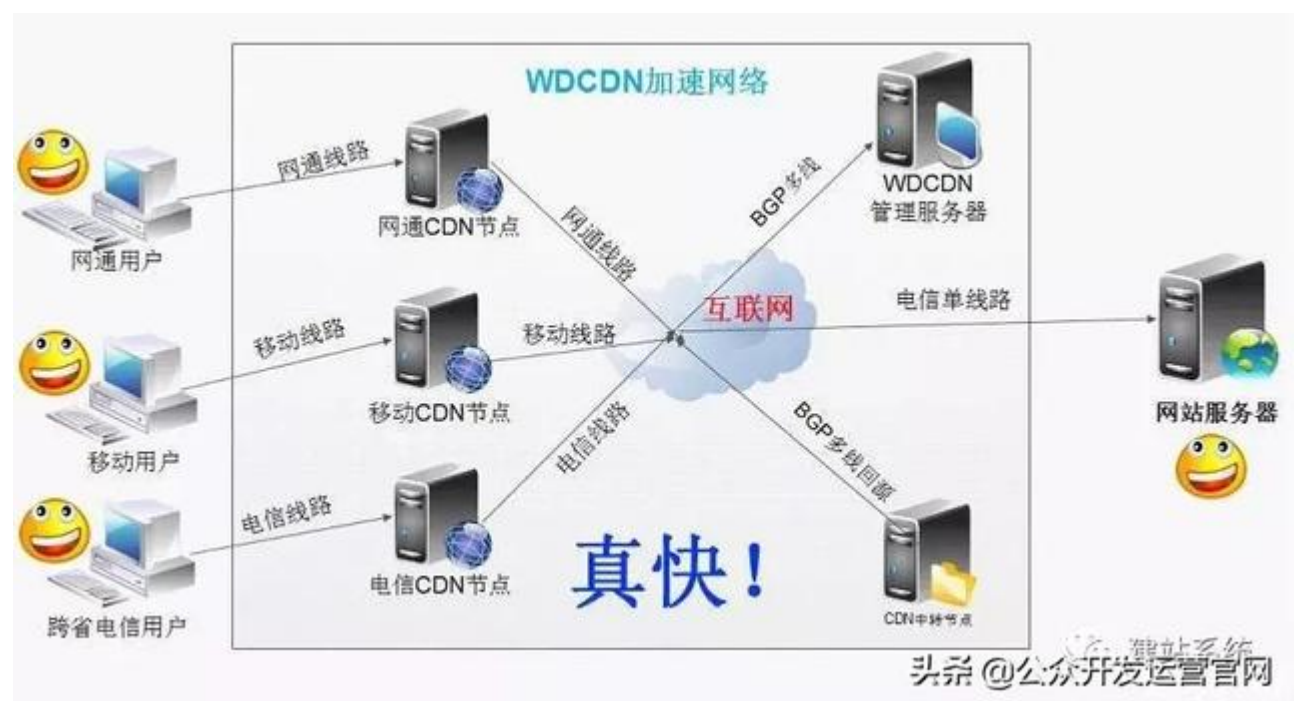 WDCDN加速网络
网通线路
网通用户
网通CDN节点
网通线路
BGP多线
WDCDN
管理服务器
互联网
电信单线路
移动线路
移动用户
移动CDN节点
移动线路
网站服务器
电信线路
跨省电信用户
电信CDN节点
电信线路
BGP多线回源
CDN中转节点
真快!
建站系统
头条 @公众开发运营官网